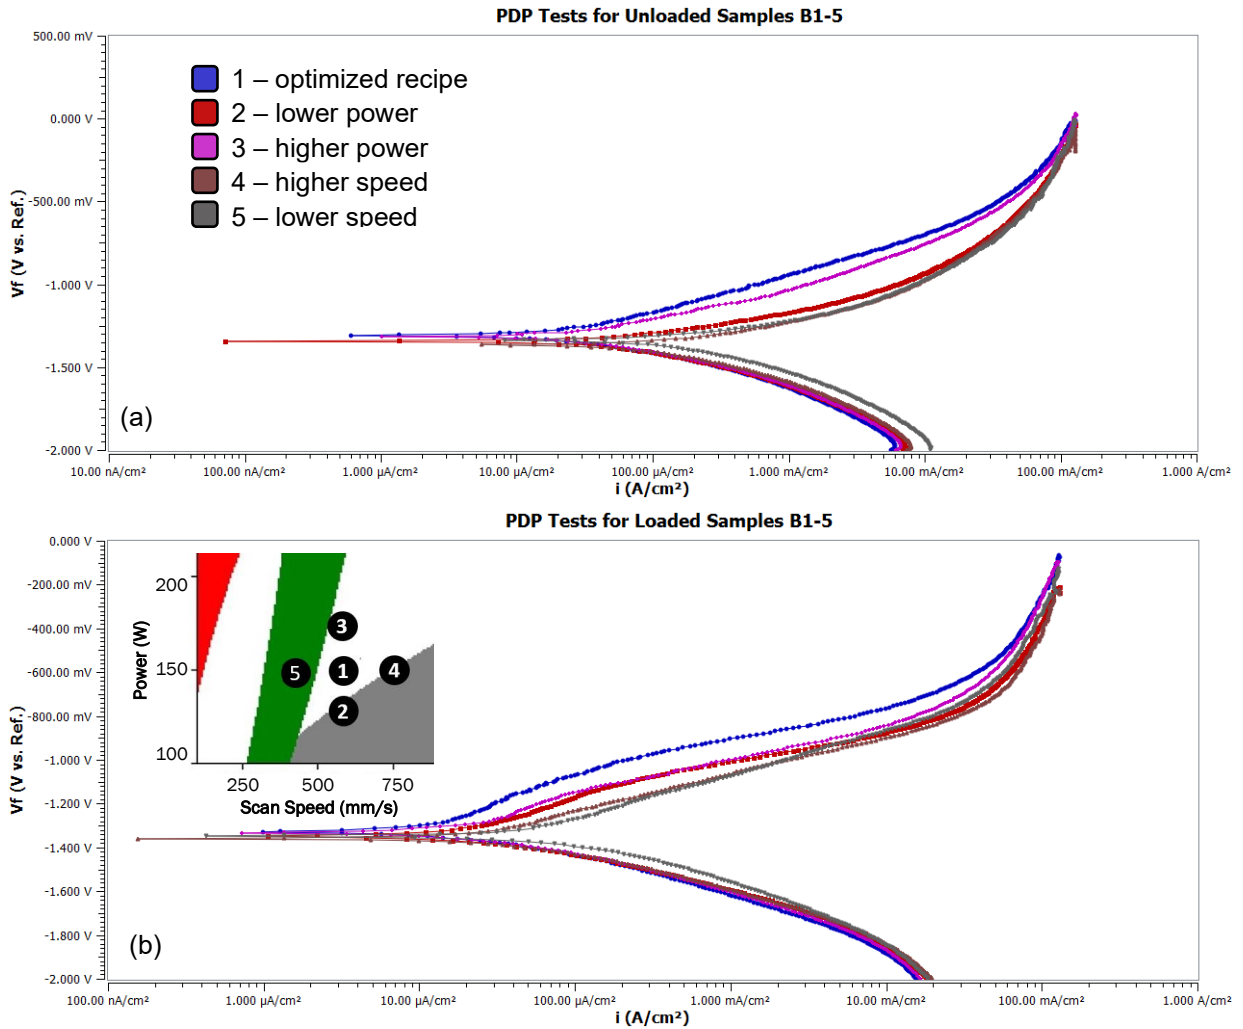 PDP Tests for Unloaded Samples B1-5
500.00 mV
0.000 V
-500.00 mV
-1.000 V
-1.500 V
-2.000 V
Vf (V vs. Ref.)
1 – optimized recipe
2 – lower power
3 – higher power
4 – higher speed
5 – lower speed
(a)
10.00 nA/cm² 100.00 nA/cm² 1.000 µA/cm² 10.00 µA/cm² 100.00 µA/cm² 1.000 mA/cm² 10.00 mA/cm² 100.00 mA/cm² 1.000 A/cm²
i (A/cm²)
PDP Tests for Loaded Samples B1-5
0.000 V
-200.00 mV
-400.00 mV
-600.00 mV
-800.00 mV
-1.000 V
-1.200 V
-1.400 V
-1.600 V
-1.800 V
-2.000 V
Vf (V vs. Ref.)
200
150
100
Power (W)
3
5 1 4
2
250 500 750
Scan Speed (mm/s)
(b)
100.00 nA/cm² 1.000 µA/cm² 10.00 µA/cm² 100.00 µA/cm² 1.000 mA/cm² 10.00 mA/cm² 100.00 mA/cm² 1.000 A/cm²
i (A/cm²)